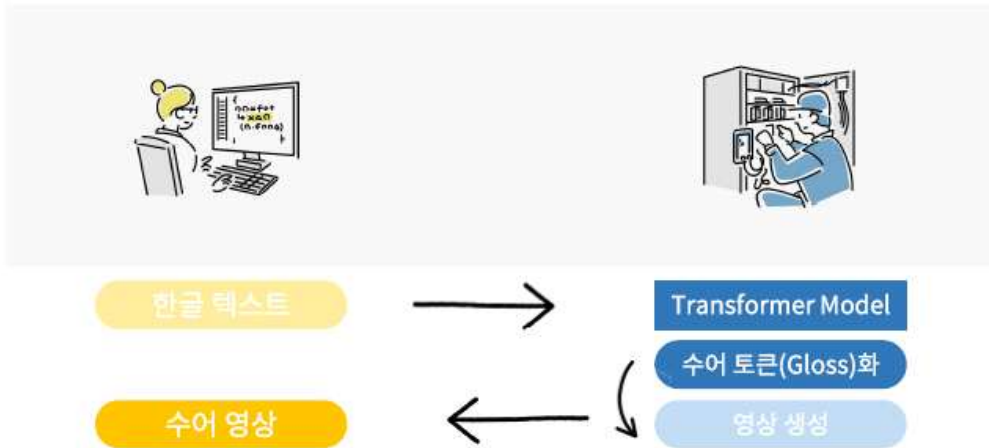 한글 텍스트
Transformer Model
수어 토큰(Gloss)화
수어 영상
영상 생성